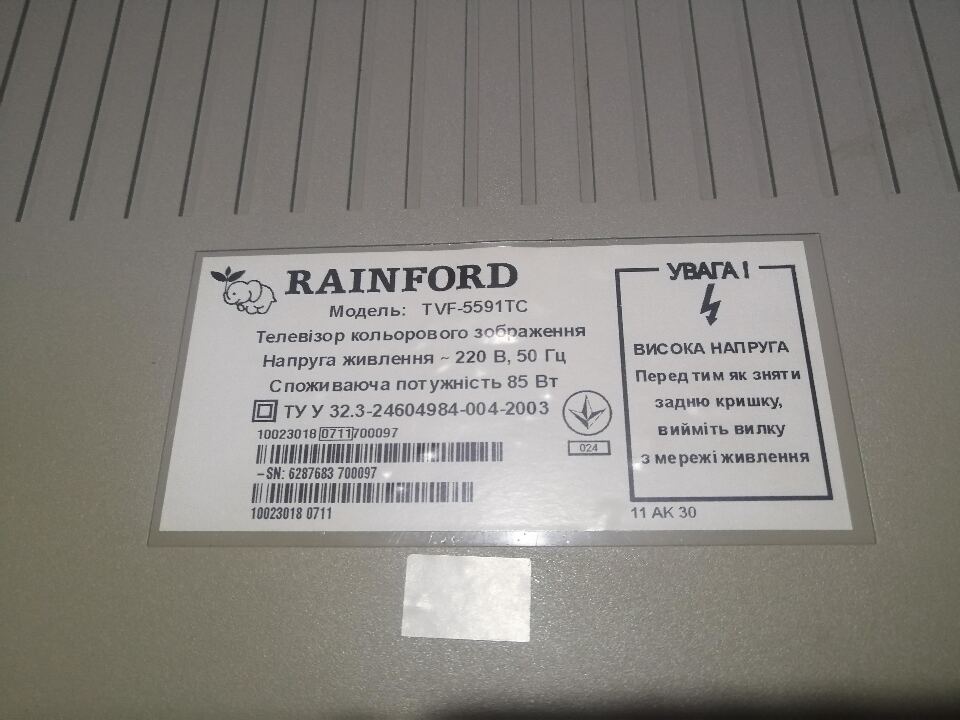 RAINFORD
Модель: TVF-5591TC
Телевізор кольорового зображення
Напруга живлення ~ 220 В, 50 Гц
Споживаюча потужність 85 Вт
ТУ У 32.3-24604984-004-2003
10023018 0711 700097
024
-SN: 6287683 700097
10023018 0711
УВАГА !
ВИСОКА НАПРУГА
Перед тим як зняти
задню кришку,
вийміть вилку
з мережі живлення
11 AK 30